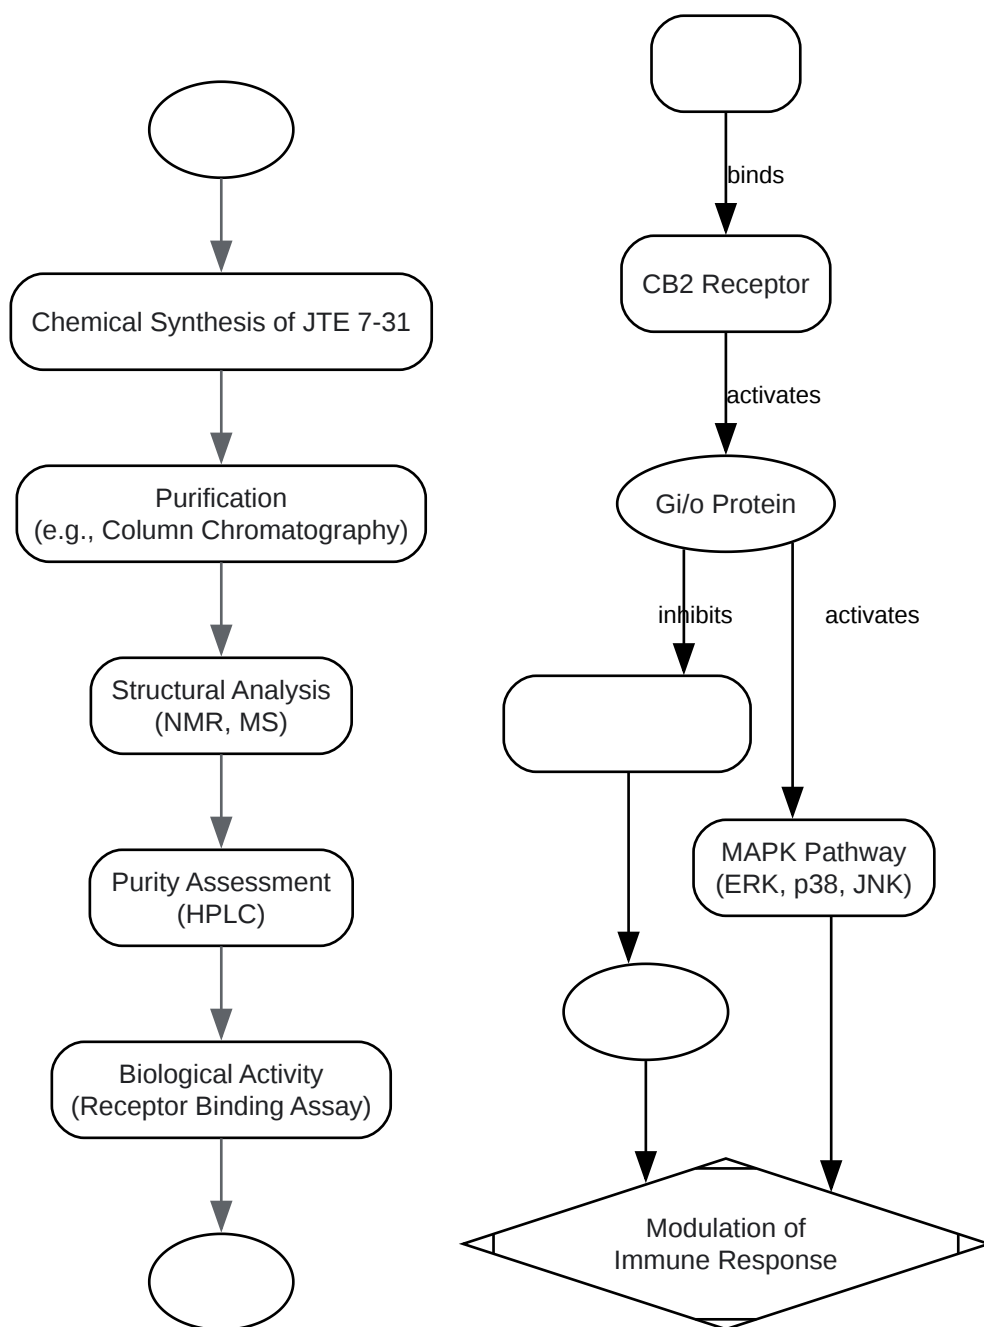 Chemical Synthesis of JTE 7-31
Purification
(e.g., Column Chromatography)
Structural Analysis
(NMR, MS)
Purity Assessment
(HPLC)
Biological Activity
(Receptor Binding Assay)
binds
CB2 Receptor
activates
Gi/o Protein
inhibits
activates
MAPK Pathway
(ERK, p38, JNK)
Modulation of
Immune Response